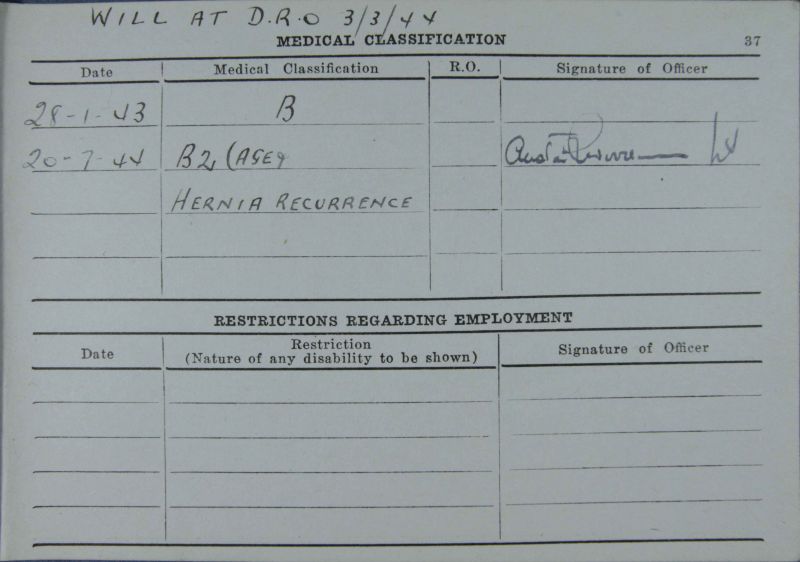 WILL AT D.R.O 3/3/44
MEDICAL CLASSIFICATION 37
Date Medical Classification R.O. Signature of Officer
28-1-43 B
20-7-44 B2 (AGE)
HERNIA RECURRENCE
RESTRICTIONS REGARDING EMPLOYMENT
Date Restriction (Nature of any disability to be shown) Signature of Officer